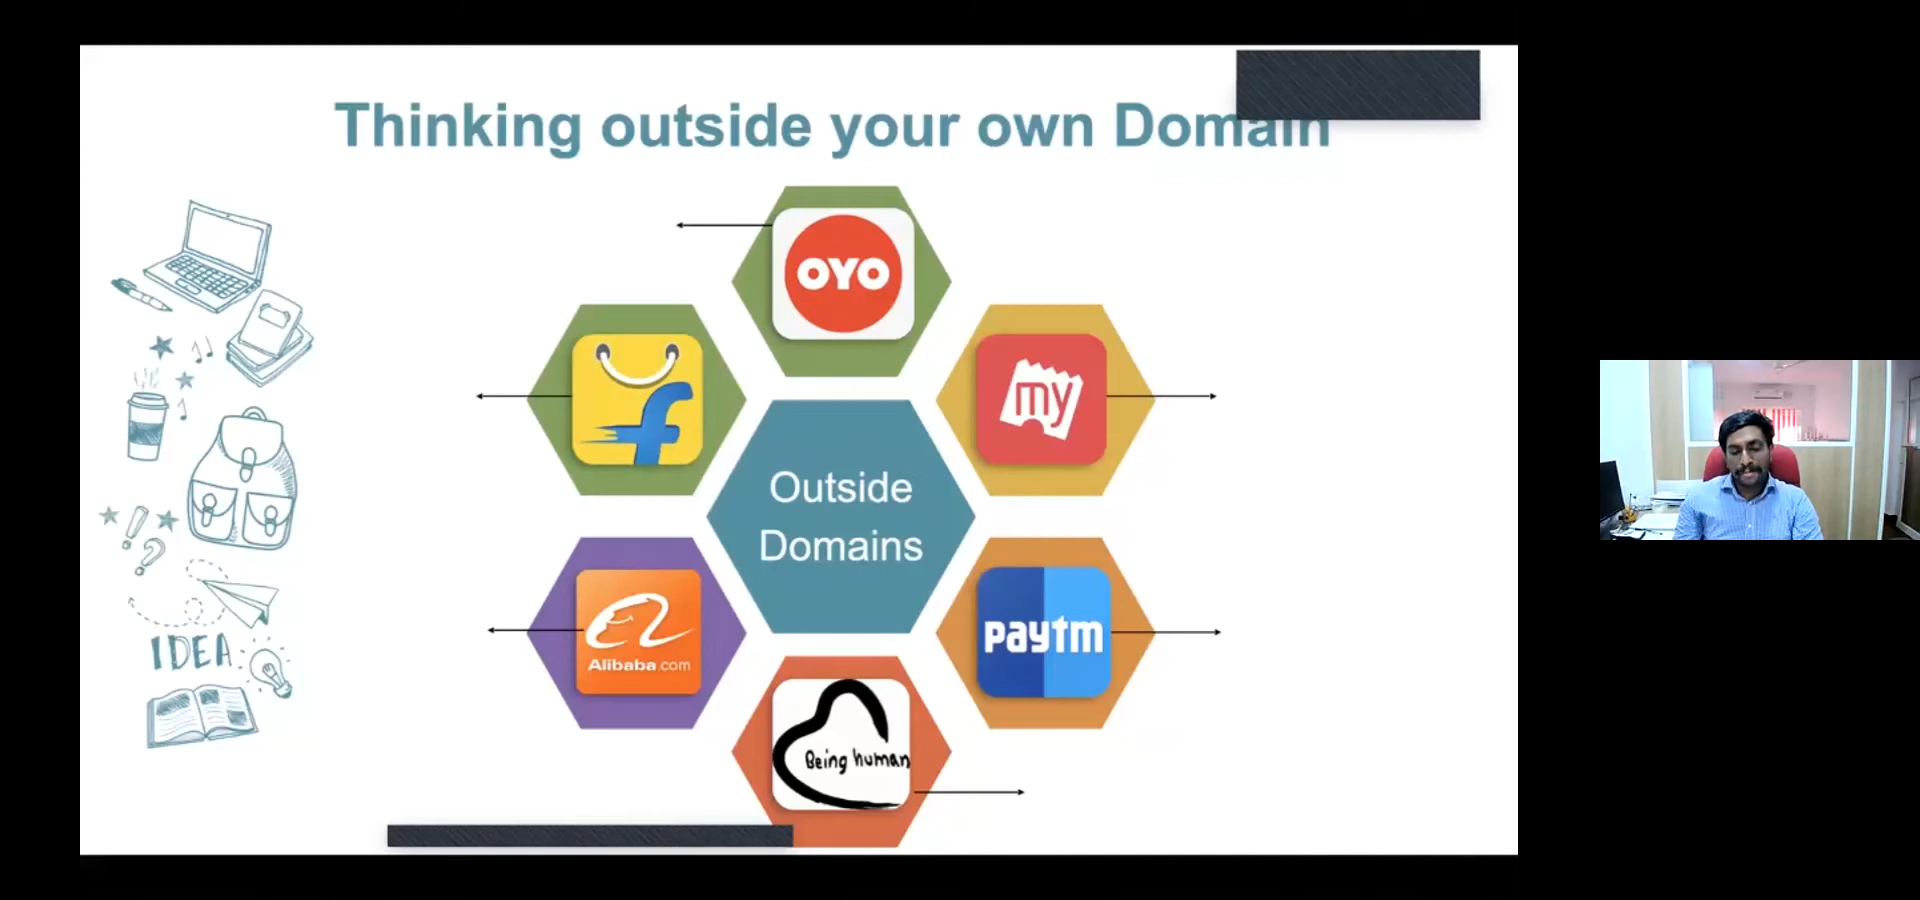 Thinking outside your own Domain
OYO
f
my
Outside
Domains
Alibaba.com
paytm
Being human
IDEA